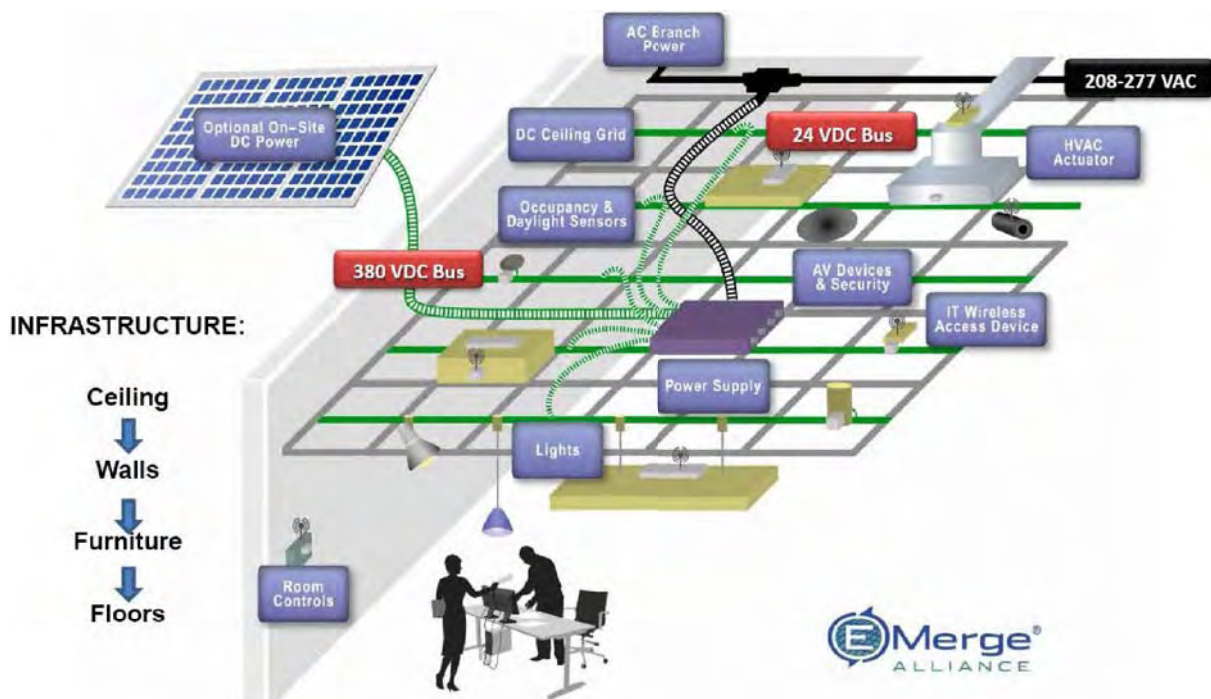 AC Branch
Power
208-277 VAC
Optional On-Site
DC Power
DC Ceiling Grid
24 VDC Bus
HVAC
Actuator
Occupancy &
Daylight Sensors
380 VDC Bus
AV Devices
& Security
IT Wireless
Access Device
INFRASTRUCTURE:
Power Supply
Ceiling
Lights
Walls
Furniture
Room
Controls
Floors
EMerge®
ALLIANCE